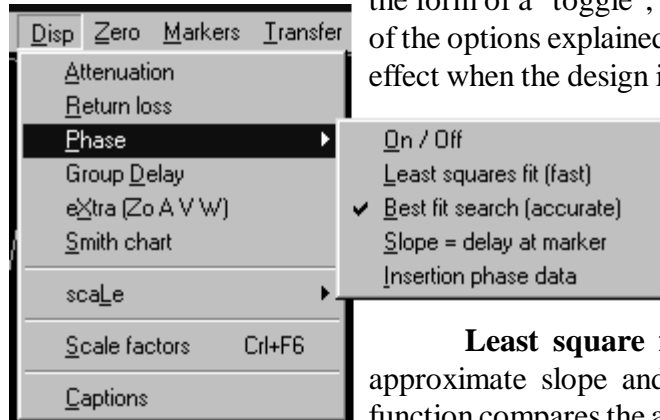 the form of a "toggle",
of the options explained
effect when the design i
Disp Zero Markers Transfer
Attenuation
Return loss
Phase
Group Delay
eXtra (Zo A V W)
Smith chart
scaLe
Scale factors Crl+F6
Captions
On / Off
Least squares fit (fast)
✓ Best fit search (accurate)
Slope = delay at marker
Insertion phase data
Least square
approximate slope and
function compares the a